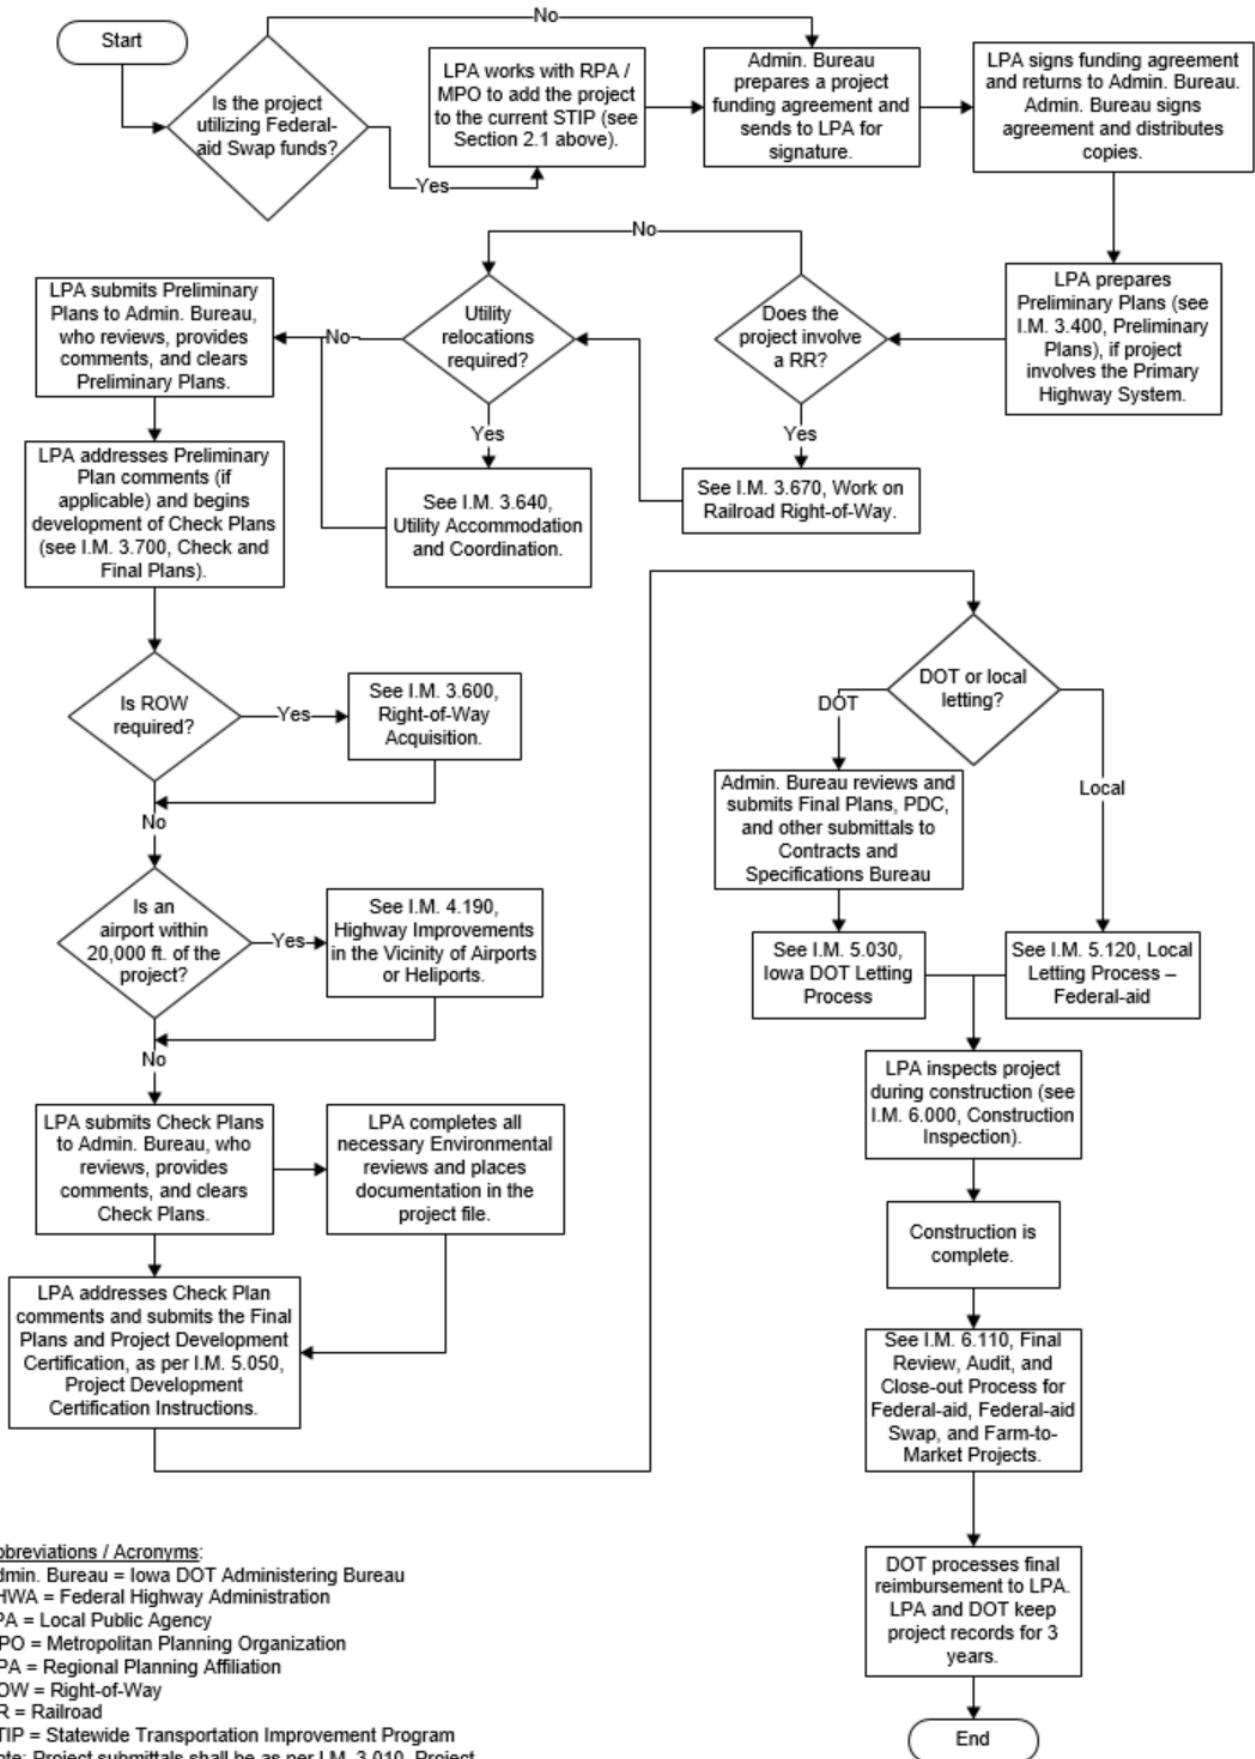 Start
Is the project
utilizing Federal-
aid Swap funds?
No
Yes
LPA works with RPA /
MPO to add the project
to the current STIP (see
Section 2.1 above).
Admin. Bureau
prepares a project
funding agreement and
sends to LPA for
signature.
LPA signs funding agreement
and returns to Admin. Bureau.
Admin. Bureau signs
agreement and distributes
copies.
LPA prepares
Preliminary Plans (see
I.M. 3.400, Preliminary
Plans), if project
involves the Primary
Highway System.
Does the
project involve
a RR?
No
Yes
See I.M. 3.670, Work on
Railroad Right-of-Way.
Utility
relocations
required?
No
Yes
See I.M. 3.640,
Utility Accommodation
and Coordination.
LPA submits Preliminary
Plans to Admin. Bureau,
who reviews, provides
comments, and clears
Preliminary Plans.
LPA addresses Preliminary
Plan comments (if
applicable) and begins
development of Check Plans
(see I.M. 3.700, Check and
Final Plans).
Is ROW
required?
Yes
See I.M. 3.600,
Right-of-Way
Acquisition.
No
Is an
airport within
20,000 ft. of the
project?
Yes
See I.M. 4.190,
Highway Improvements
in the Vicinity of Airports
or Heliports.
No
LPA submits Check Plans
to Admin. Bureau, who
reviews, provides
comments, and clears
Check Plans.
LPA completes all
necessary Environmental
reviews and places
documentation in the
project file.
LPA addresses Check Plan
comments and submits the Final
Plans and Project Development
Certification, as per I.M. 5.050,
Project Development
Certification Instructions.
DOT or local
letting?
DOT
Local
Admin. Bureau reviews and
submits Final Plans, PDC,
and other submittals to
Contracts and
Specifications Bureau
See I.M. 5.030,
Iowa DOT Letting
Process
See I.M. 5.120, Local
Letting Process –
Federal-aid
LPA inspects project
during construction (see
I.M. 6.000, Construction
Inspection).
Construction is
complete.
See I.M. 6.110, Final
Review, Audit, and
Close-out Process for
Federal-aid, Federal-aid
Swap, and Farm-to-
Market Projects.
DOT processes final
reimbursement to LPA.
LPA and DOT keep
project records for 3
years.
End
bbreviations / Acronyms:
dmin. Bureau = Iowa DOT Administering Bureau
HWA = Federal Highway Administration
PA = Local Public Agency
PO = Metropolitan Planning Organization
PA = Regional Planning Affiliation
OW = Right-of-Way
R = Railroad
TIP = Statewide Transportation Improvement Program
ote: Project submittals shall be as per I.M. 3.010, Project